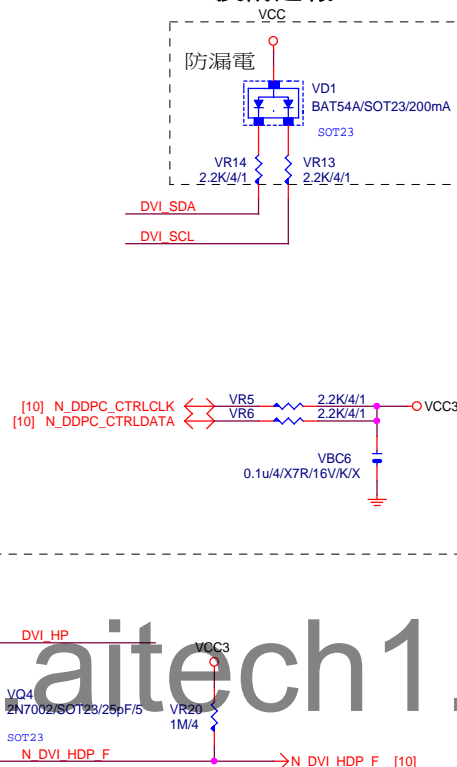 VCC
防漏電
VD1
BAT54A/SOT23/200mA
SOT23
VR14
2.2K/4/1
VR13
2.2K/4/1
DVI_SDA
DVI_SCL
[10] N_DDPC_CTRLCLK
VR5
2.2K/4/1
VCC3
[10] N_DDPC_CTRLDATA
VR6
2.2K/4/1
VBC6
0.1u/4/X7R/16V/K/X
DVI_HP
VCC3
.aitech1.
VQ4
2N7002/SOT23/25pF/5
VR20
1M/4
SOT23
N_DVI_HDP_F
N_DVI_HDP_F [10]